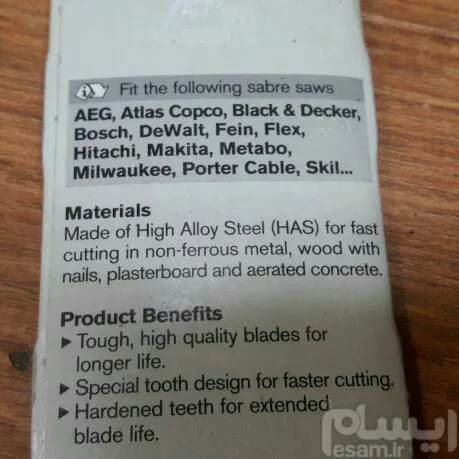 Fit the following sabre saws
AEG, Atlas Copco, Black & Decker,
Bosch, DeWalt, Fein, Flex,
Hitachi, Makita, Metabo,
Milwaukee, Porter Cable, Skil...
Materials
Made of High Alloy Steel (HAS) for fast
cutting in non-ferrous metal, wood with
nails, plasterboard and aerated concrete.
Product Benefits
▸ Tough, high quality blades for
longer life.
▸ Special tooth design for faster cutting.
▸ Hardened teeth for extended
blade life.
ایسام
esam.ir